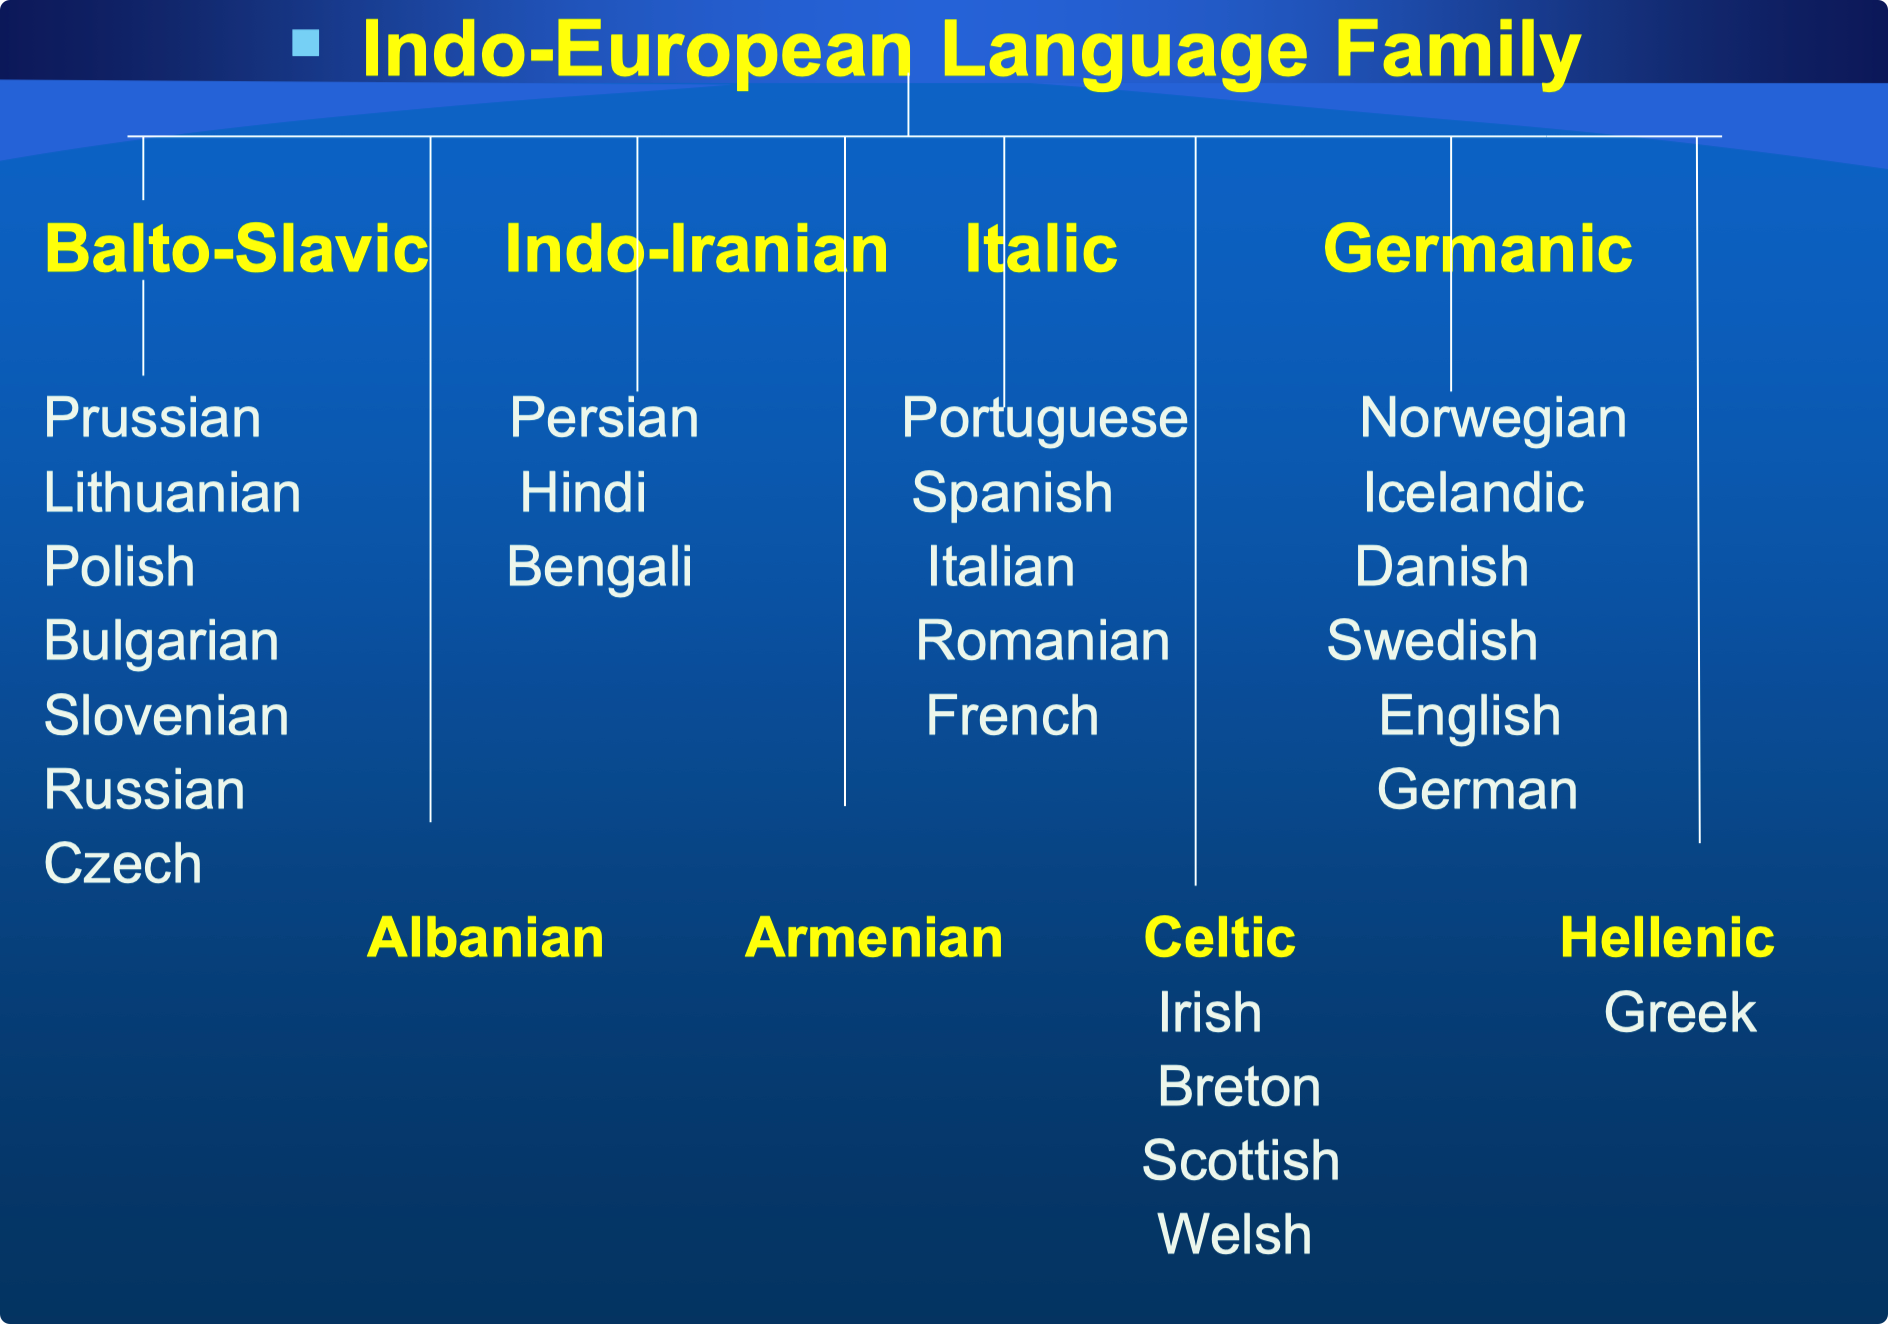 Indo-European Language Family
Balto-Slavic Indo-Iranian Italic Germanic
Prussian Persian Portuguese Norwegian
Lithuanian Hindi Spanish Icelandic
Polish Bengali Italian Danish
Bulgarian Romanian Swedish
Slovenian French English
Russian German
Czech
Albanian Armenian Celtic Hellenic
Irish Greek
Breton
Scottish
Welsh